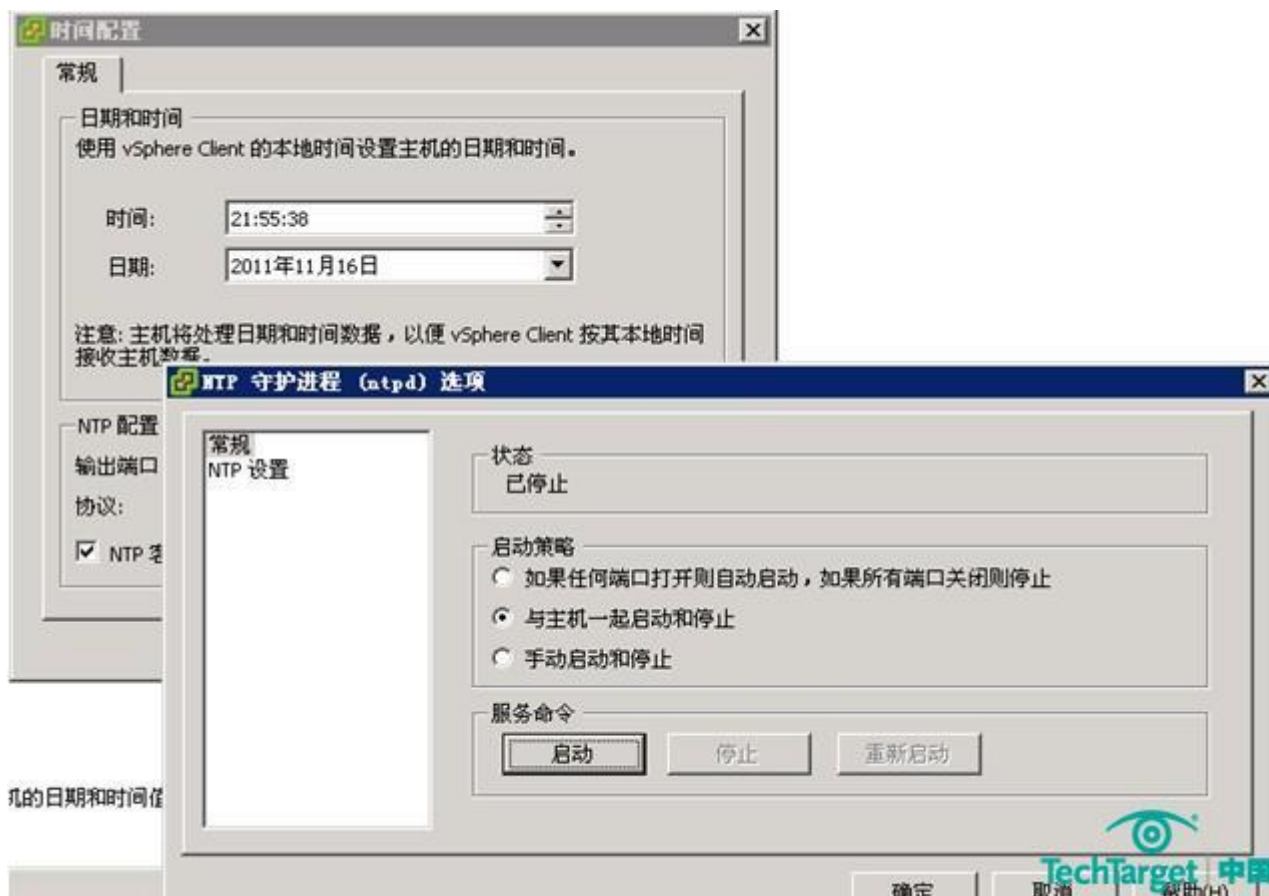 时间配置
常规
日期和时间
使用 vSphere Client 的本地时间设置主机的日期和时间。
时间:
21:55:38
日期:
2011年11月16日
注意: 主机将处理日期和时间数据，以便 vSphere Client 按其本地时间
接收主机数据。
NTP 配置
输出端口
协议:
NTP 客
NTP 守护进程 (ntpd) 选项
常规
NTP 设置
状态
已停止
启动策略
如果任何端口打开则自动启动，如果所有端口关闭则停止
与主机一起启动和停止
手动启动和停止
服务命令
启动
停止
重新启动
机的日期和时间值
确定
取消
帮助(H)
TechTarget 中国